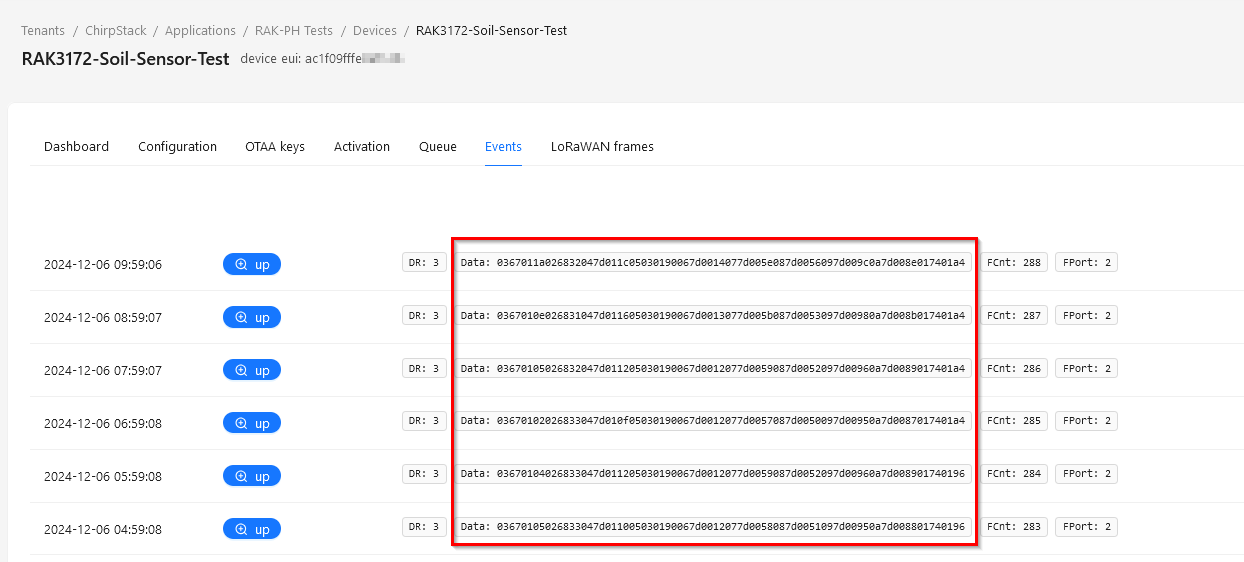 Tenants / ChirpStack / Applications / RAK-PH Tests / Devices / RAK3172-Soil-Sensor-Test
RAK3172-Soil-Sensor-Test device eui: ac1f09fffe
Dashboard Configuration OTAA keys Activation Queue Events LoRaWAN frames
2024-12-06 09:59:06 up DR: 3 Data: 0367011a026832047d011c05030190067d0014077d005e087d0056097d009c0a7d008e017401a4 FCnt: 288 FPort: 2
2024-12-06 08:59:07 up DR: 3 Data: 0367010e026831047d011605030190067d0013077d005b087d0053097d00980a7d008b017401a4 FCnt: 287 FPort: 2
2024-12-06 07:59:07 up DR: 3 Data: 03670105026832047d011205030190067d0012077d0059087d0052097d00960a7d0089017401a4 FCnt: 286 FPort: 2
2024-12-06 06:59:08 up DR: 3 Data: 03670102026833047d010f05030190067d0012077d0057087d0050097d00950a7d0087017401a4 FCnt: 285 FPort: 2
2024-12-06 05:59:08 up DR: 3 Data: 03670104026833047d011205030190067d0012077d0059087d0052097d00960a7d008901740196 FCnt: 284 FPort: 2
2024-12-06 04:59:08 up DR: 3 Data: 03670105026833047d011005030190067d0012077d0058087d0051097d00950a7d008801740196 FCnt: 283 FPort: 2